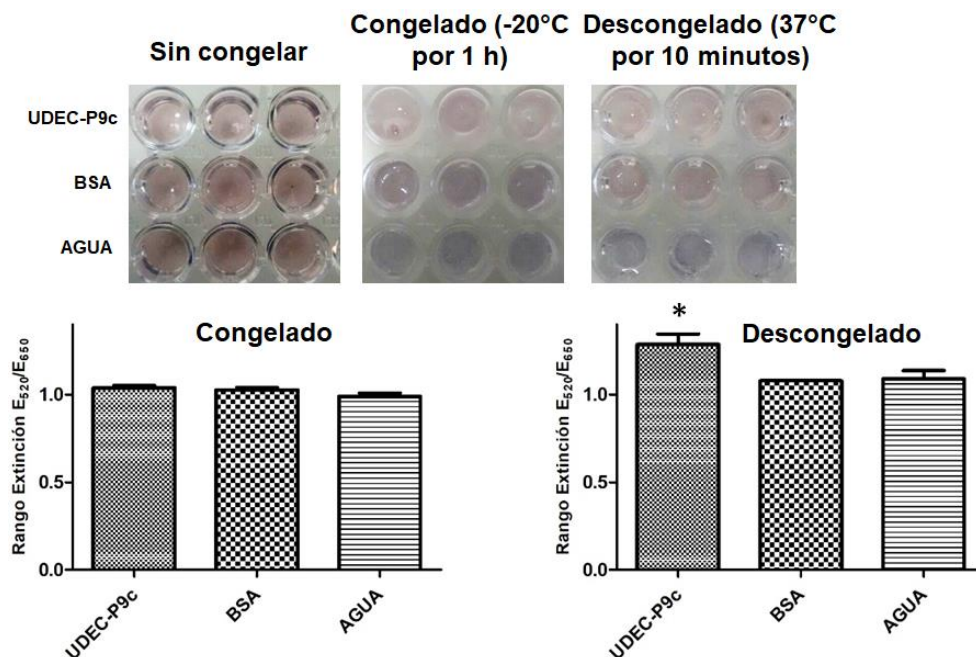 Sin congelar
Congelado (-20°C
por 1 h)
Descongelado (37°C
por 10 minutos)
UDEC-P9c
BSA
AGUA
Congelado
Rango Extinción E520/E650
1.0
0.5
0.0
UDEC-P9c
BSA
AGUA
*
Descongelado
Rango Extinción E520/E650
1.0
0.5
0.0
UDEC-P9c
BSA
AGUA